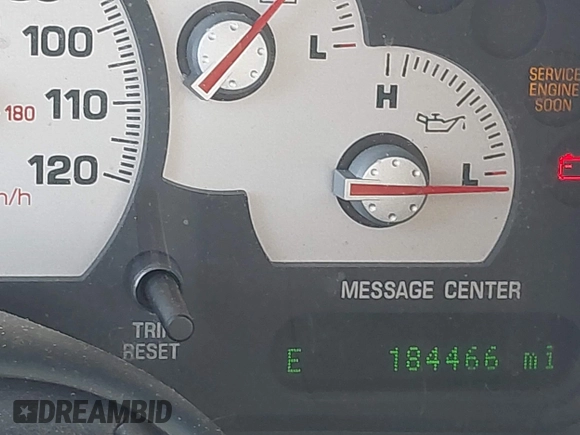 100
L
180 110
H
SERVICE
ENGINE
SOON
120
L
MESSAGE CENTER
TRIP
RESET
E 184466 mi
DREAMBID